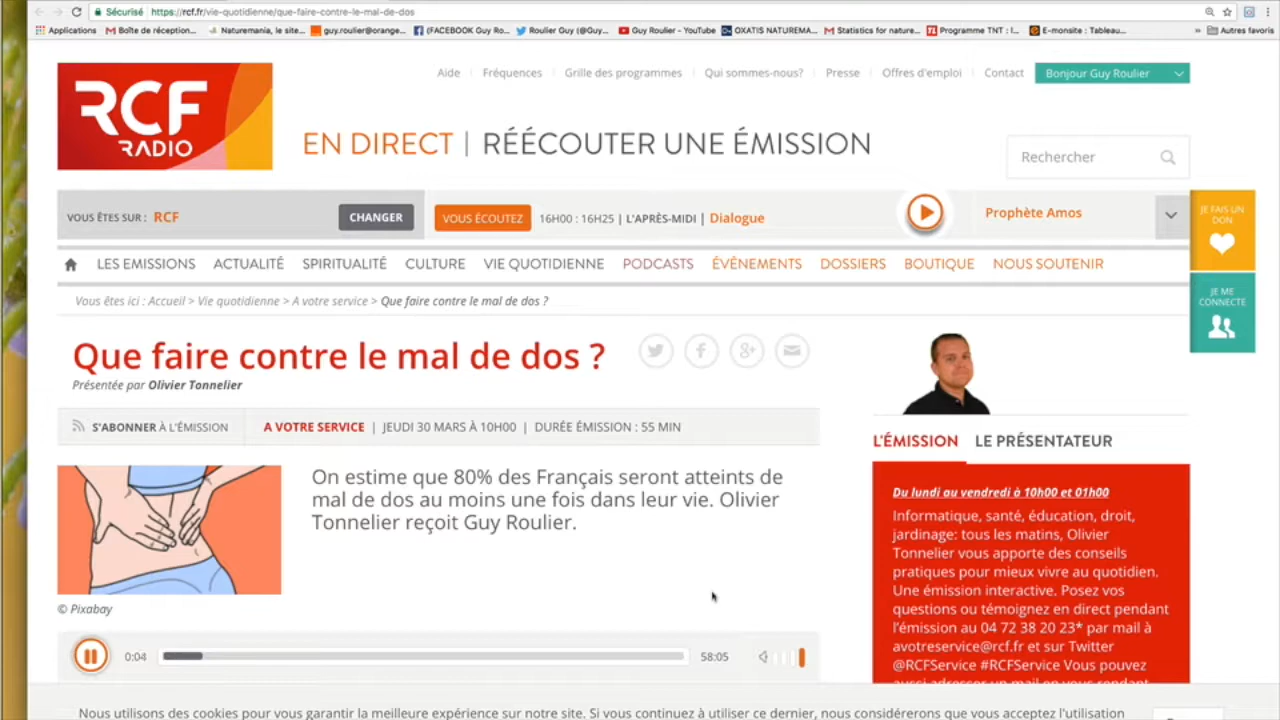 Sécurisé https://rcf.fr/vie-quotidienne/que-faire-contre-le-mal-de-dos
Applications Boîte de réception... Naturemania, le site... guy.roulier@orange... (FACEBOOK Guy Ro... Twitter Guy Roulier (@Guy... Guy Roulier - YouTube OXATIS NATUREMA... Statistics for nature... Programme TNT : l... E-monsite : Tableau... » Autres favoris
Aide Fréquences Grille des programmes Qui sommes-nous? Presse Offres d'emploi Contact Bonjour Guy Roulier
RCF
RADIO
EN DIRECT | RÉÉCOUTER UNE ÉMISSION
Rechercher
VOUS ÊTES SUR : RCF CHANGER VOUS ÉCOUTEZ 16H00 : 16H25 | L'APRÈS-MIDI | Dialogue Prophète Amos
JE FAIS UN
DON
LES EMISSIONS ACTUALITÉ SPIRITUALITÉ CULTURE VIE QUOTIDIENNE PODCASTS ÉVÈNEMENTS DOSSIERS BOUTIQUE NOUS SOUTENIR
JE ME
CONNECTE
Vous êtes ici : Accueil > Vie quotidienne > A votre service > Que faire contre le mal de dos ?
Que faire contre le mal de dos ?
Présentée par Olivier Tonnelier
S'ABONNER À L'ÉMISSION A VOTRE SERVICE | JEUDI 30 MARS À 10H00 | DURÉE ÉMISSION : 55 MIN
On estime que 80% des Français seront atteints de
mal de dos au moins une fois dans leur vie. Olivier
Tonnelier reçoit Guy Roulier.
© Pixabay
0:04 58:05
L'ÉMISSION LE PRÉSENTATEUR
Du lundi au vendredi à 10h00 et 01h00
Informatique, santé, éducation, droit,
jardinage: tous les matins, Olivier
Tonnelier vous apporte des conseils
pratiques pour mieux vivre au quotidien.
Une émission interactive. Posez vos
questions ou témoignez en direct pendant
l'émission au 04 72 38 20 23* par mail à
avotreservice@rcf.fr et sur Twitter
@RCFService #RCFService Vous pouvez
aussi adresser un mail en vous rendant
Nous utilisons des cookies pour vous garantir la meilleure expérience sur notre site. Si vous continuez à utiliser ce dernier, nous considérerons que vous acceptez l'utilisation